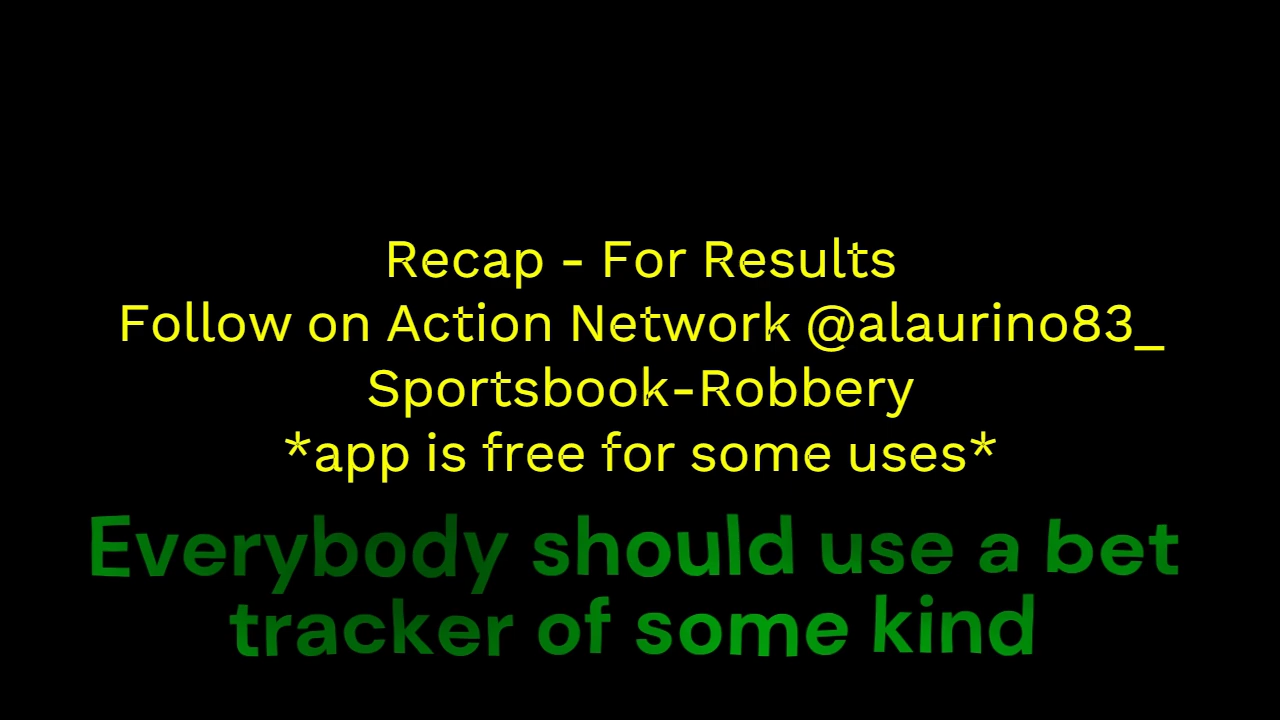 Recap - For Results
Follow on Action Network @alaurino83_
Sportsbook-Robbery
*app is free for some uses*
Everybody should use a bet
tracker of some kind